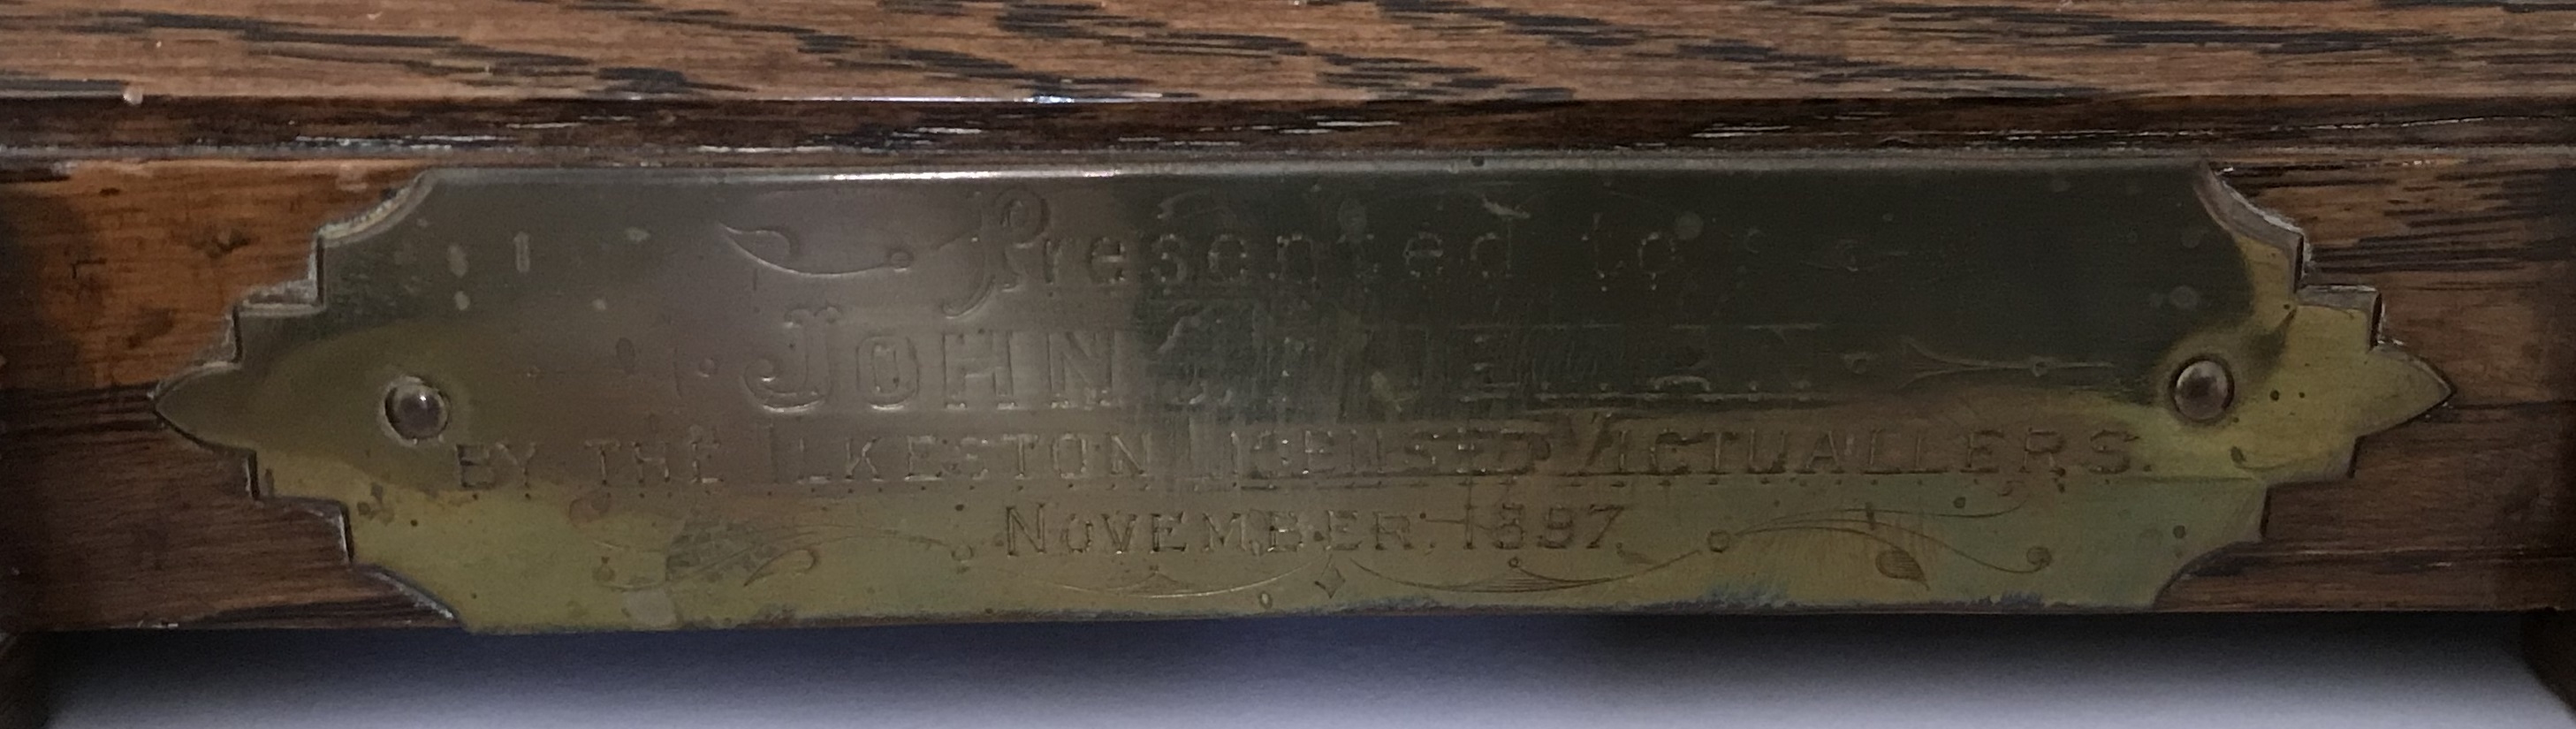 Presented to
JOHN
BY THE ILKESTON LICENSED VICTUALLERS.
NOVEMBER. 1897